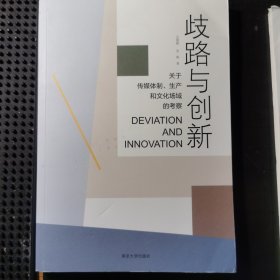 歧路与创新
关于
传媒体制、生产
和文化场域
的考察
DEVIATION
AND
INNOVATION